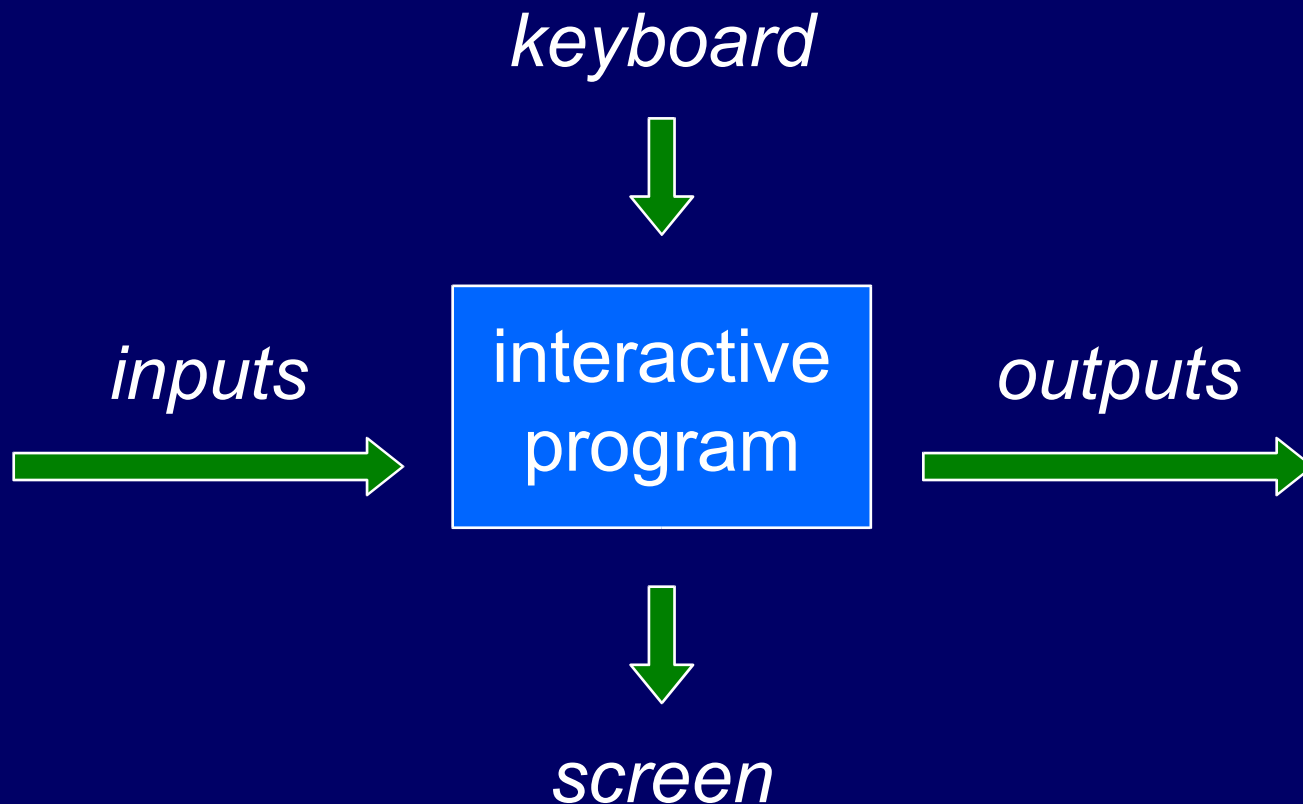 keyboard
inputs
interactive
program
outputs
screen